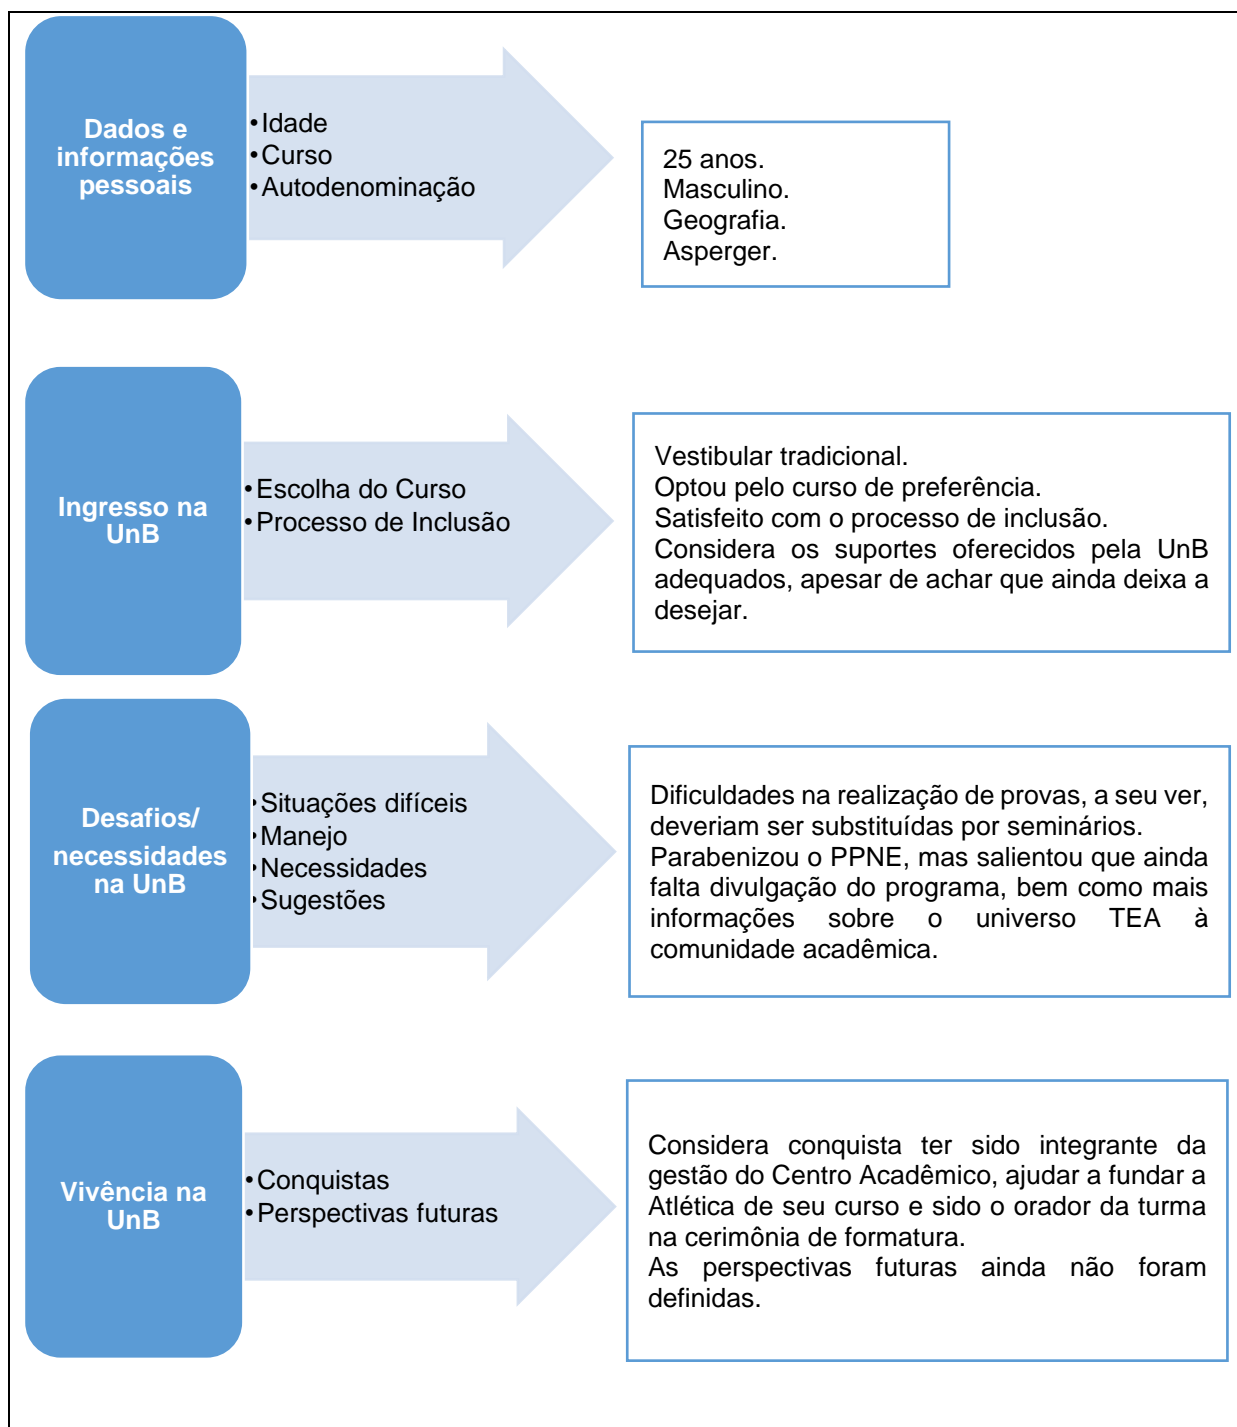 Dados e
informações
pessoais
•Idade
•Curso
•Autodenominação
25 anos.
Masculino.
Geografia.
Asperger.
Ingresso na
UnB
•Escolha do Curso
•Processo de Inclusão
Vestibular tradicional.
Optou pelo curso de preferência.
Satisfeito com o processo de inclusão.
Considera os suportes oferecidos pela UnB
adequados, apesar de achar que ainda deixa a
desejar.
Desafios/
necessidades
na UnB
•Situações difíceis
•Manejo
•Necessidades
•Sugestões
Dificuldades na realização de provas, a seu ver,
deveriam ser substituídas por seminários.
Parabenizou o PPNE, mas salientou que ainda
falta divulgação do programa, bem como mais
informações sobre o universo TEA à
comunidade acadêmica.
Vivência na
UnB
•Conquistas
•Perspectivas futuras
Considera conquista ter sido integrante da
gestão do Centro Acadêmico, ajudar a fundar a
Atlética de seu curso e sido o orador da turma
na cerimônia de formatura.
As perspectivas futuras ainda não foram
definidas.